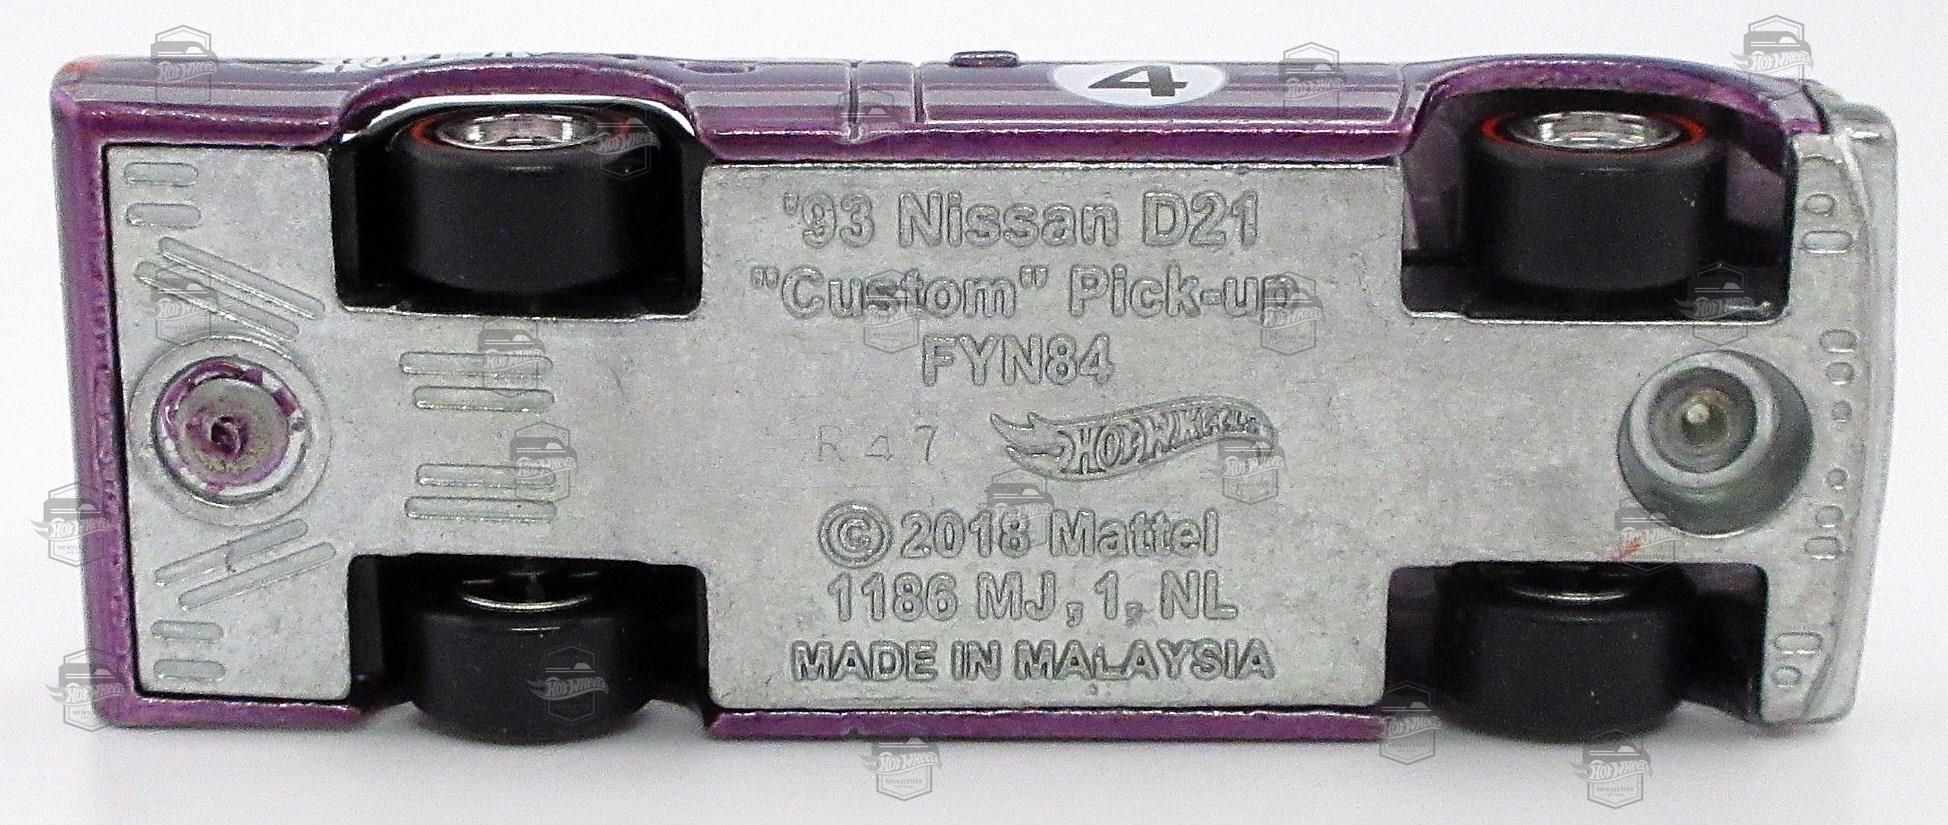 4
'93 Nissan D21
"Custom" Pick-up
FYN84
R47
HOT WHEELS
© 2018 Mattel
1186 MJ,1, NL
MADE IN MALAYSIA